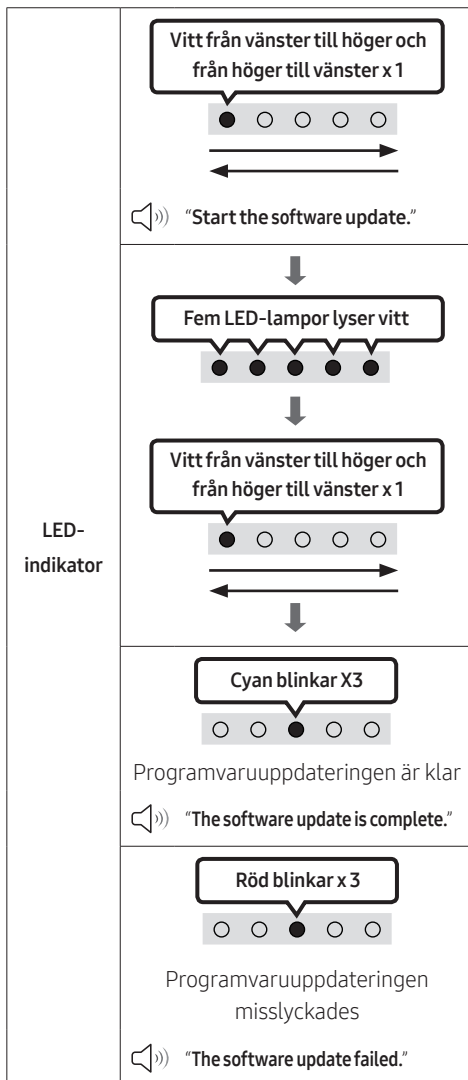 Vitt från vänster till höger och
från höger till vänster x 1
"Start the software update."
Fem LED-lampor lyser vitt
Vitt från vänster till höger och
från höger till vänster x 1
LED-
indikator
Cyan blinkar X3
Programvaruuppdateringen är klar
"The software update is complete."
Röd blinkar x 3
Programvaruuppdateringen
misslyckades
"The software update failed."